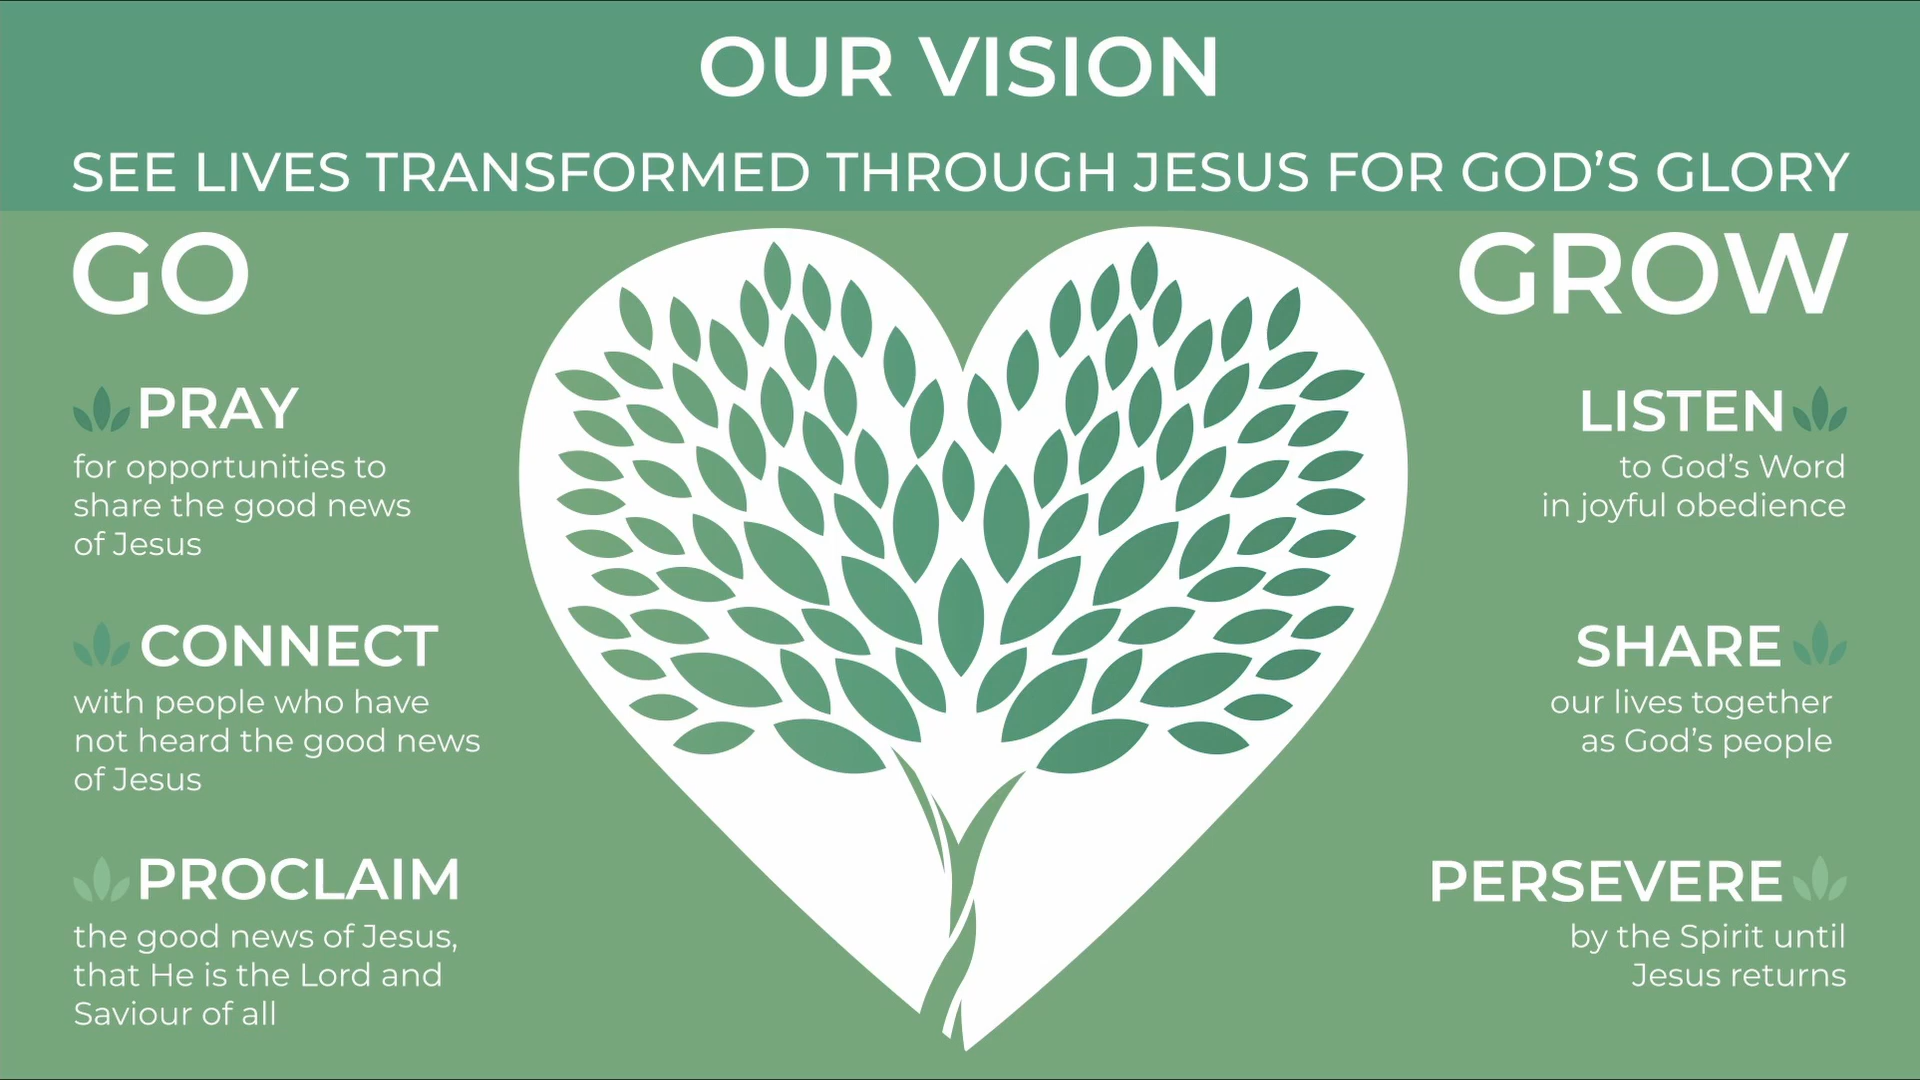 OUR VISION
SEE LIVES TRANSFORMED THROUGH JESUS FOR GOD’S GLORY
GO
PRAY
for opportunities to
share the good news
of Jesus
CONNECT
with people who have
not heard the good news
of Jesus
PROCLAIM
the good news of Jesus,
that He is the Lord and
Saviour of all
GROW
LISTEN
to God’s Word
in joyful obedience
SHARE
our lives together
as God’s people
PERSEVERE
by the Spirit until
Jesus returns